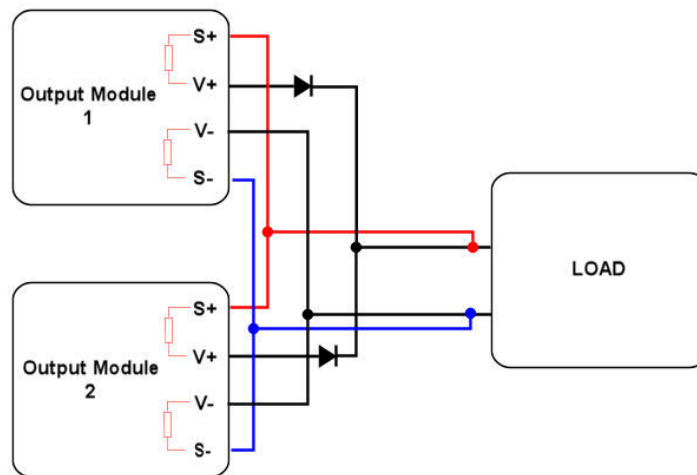 S+
V+
Output Module
1
V-
S-
LOAD
S+
V+
Output Module
2
V-
S-